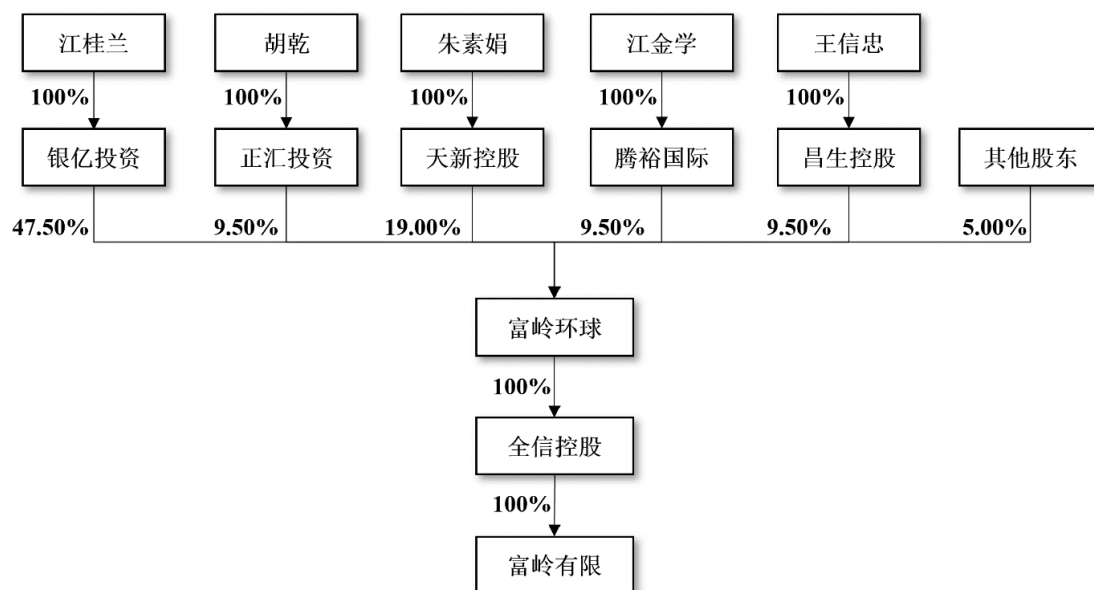 江桂兰
胡乾
朱素娟
江金学
王信忠
100%
100%
100%
100%
100%
银亿投资
正汇投资
天新控股
腾裕国际
昌生控股
其他股东
47.50%
9.50%
19.00%
9.50%
9.50%
5.00%
富岭环球
100%
全信控股
100%
富岭有限